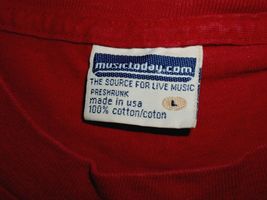 musictoday.com
THE SOURCE FOR LIVE MUSIC
PRESHRUNK
made in usa L
100% cotton/coton